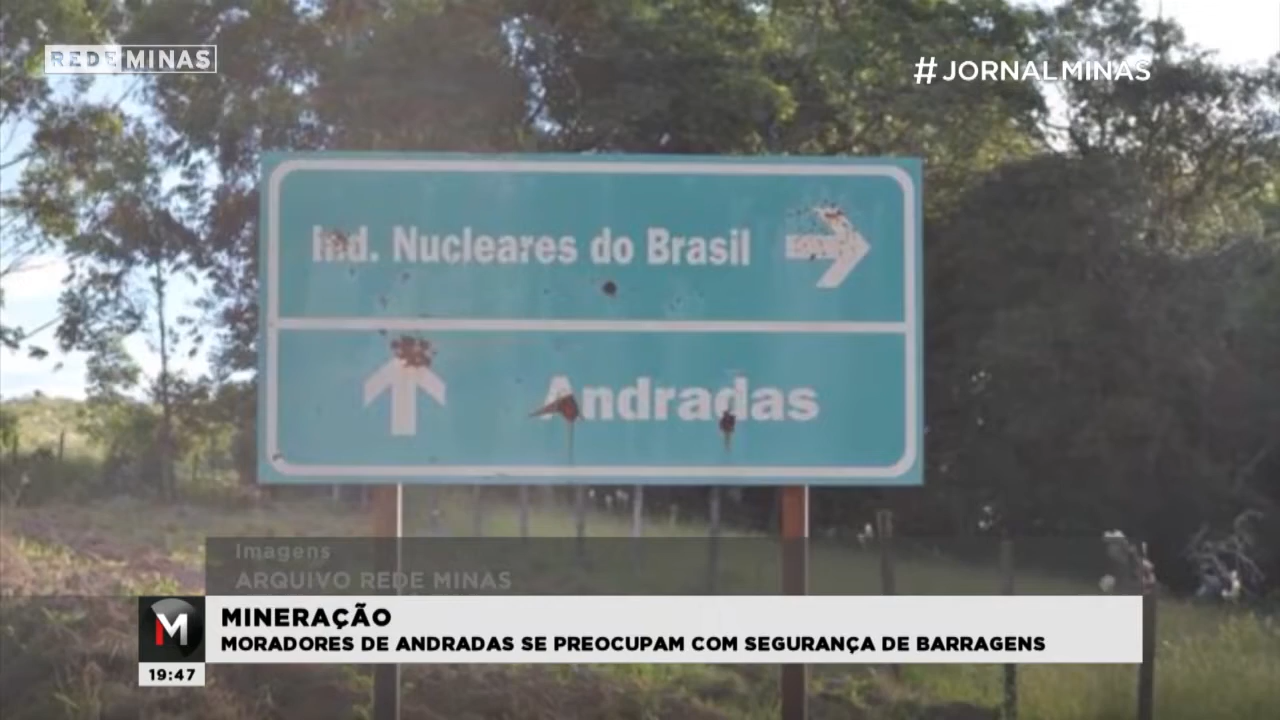 REDE MINAS
#JORNALMINAS
Ind. Nucleares do Brasil
Andradas
Imagens
ARQUIVO REDE MINAS
MINERAÇÃO
MORADORES DE ANDRADAS SE PREOCUPAM COM SEGURANÇA DE BARRAGENS
M
19:47